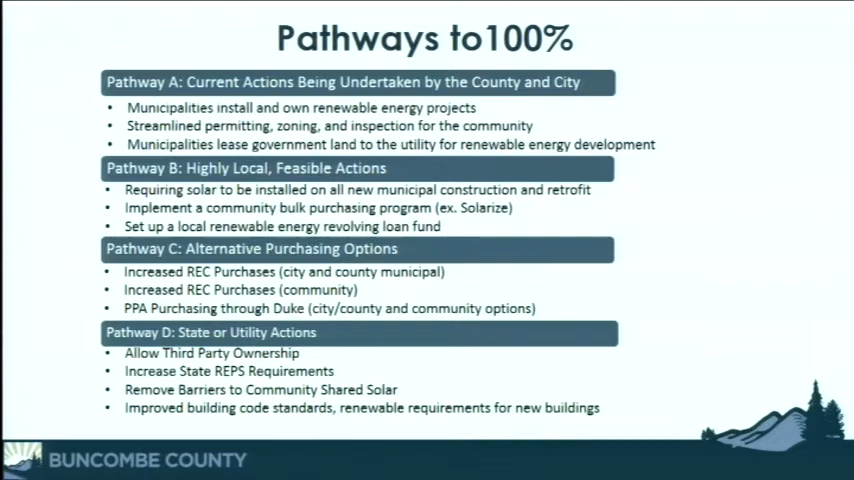 Pathways to100%
Pathway A: Current Actions Being Undertaken by the County and City
• Municipalities install and own renewable energy projects
• Streamlined permitting, zoning, and inspection for the community
• Municipalities lease government land to the utility for renewable energy development
Pathway B: Highly Local, Feasible Actions
• Requiring solar to be installed on all new municipal construction and retrofit
• Implement a community bulk purchasing program (ex. Solarize)
• Set up a local renewable energy revolving loan fund
Pathway C: Alternative Purchasing Options
• Increased REC Purchases (city and county municipal)
• Increased REC Purchases (community)
• PPA Purchasing through Duke (city/county and community options)
Pathway D: State or Utility Actions
• Allow Third Party Ownership
• Increase State REPS Requirements
• Remove Barriers to Community Shared Solar
• Improved building code standards, renewable requirements for new buildings
BUNCOMBE COUNTY